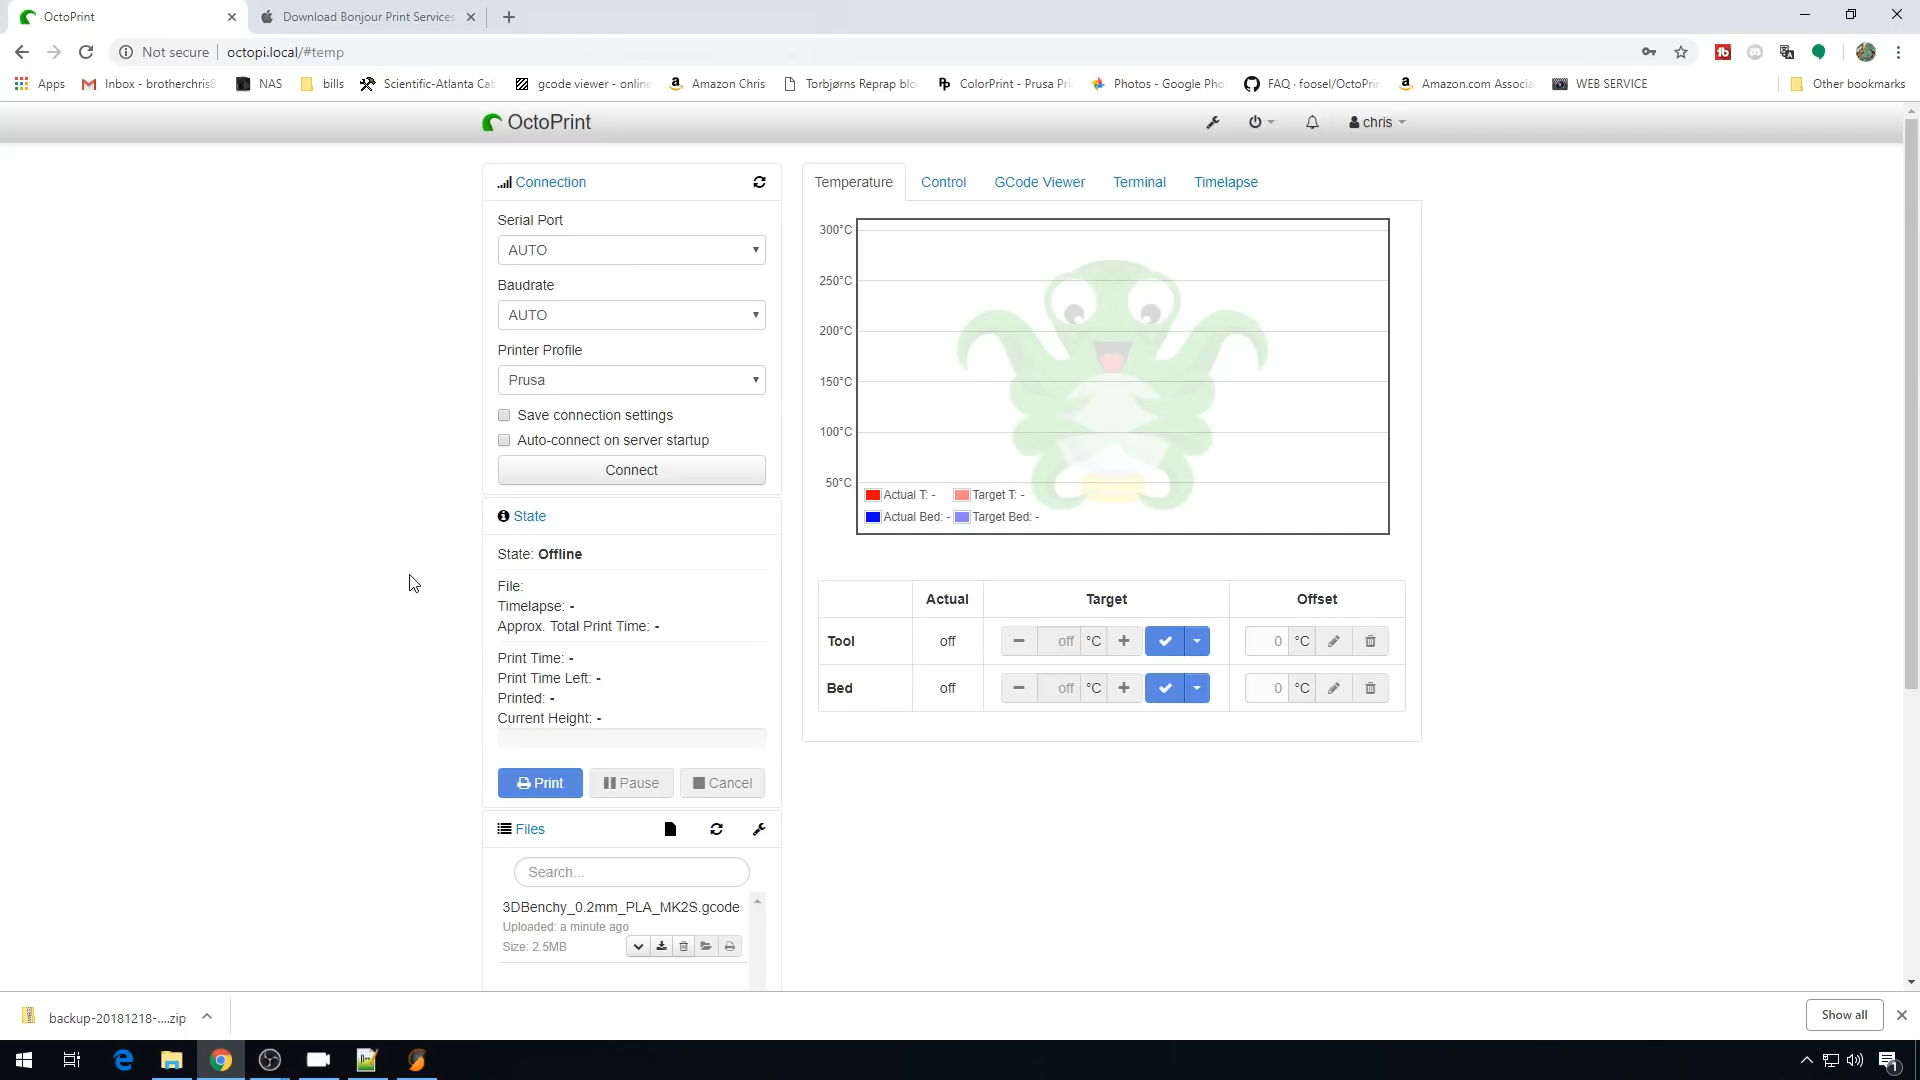 OctoPrint
Download Bonjour Print Services
Not secure
octopi.local/#temp
Apps
Inbox - brotherchris8
NAS
bills
Scientific-Atlanta Cab
gcode viewer - online
Amazon Chris
Torbjørns Reprap blo
ColorPrint - Prusa Pri
Photos - Google Pho
FAQ · foosel/OctoPrin
Amazon.com Associa
WEB SERVICE
Other bookmarks
OctoPrint
chris
Connection
Serial Port
AUTO
Baudrate
AUTO
Printer Profile
Prusa
Save connection settings
Auto-connect on server startup
Connect
State
State: Offline
File:
Timelapse: -
Approx. Total Print Time: -
Print Time: -
Print Time Left: -
Printed: -
Current Height: -
Print
Pause
Cancel
Files
Search...
3DBenchy_0.2mm_PLA_MK2S.gcode
Uploaded: a minute ago
Size: 2.5MB
Temperature
Control
GCode Viewer
Terminal
Timelapse
300°C
250°C
200°C
150°C
100°C
50°C
Actual T: -
Target T: -
Actual Bed: -
Target Bed: -
Actual
Target
Offset
Tool
off
off °C
0 °C
Bed
off
off °C
0 °C
backup-20181218-....zip
Show all
1